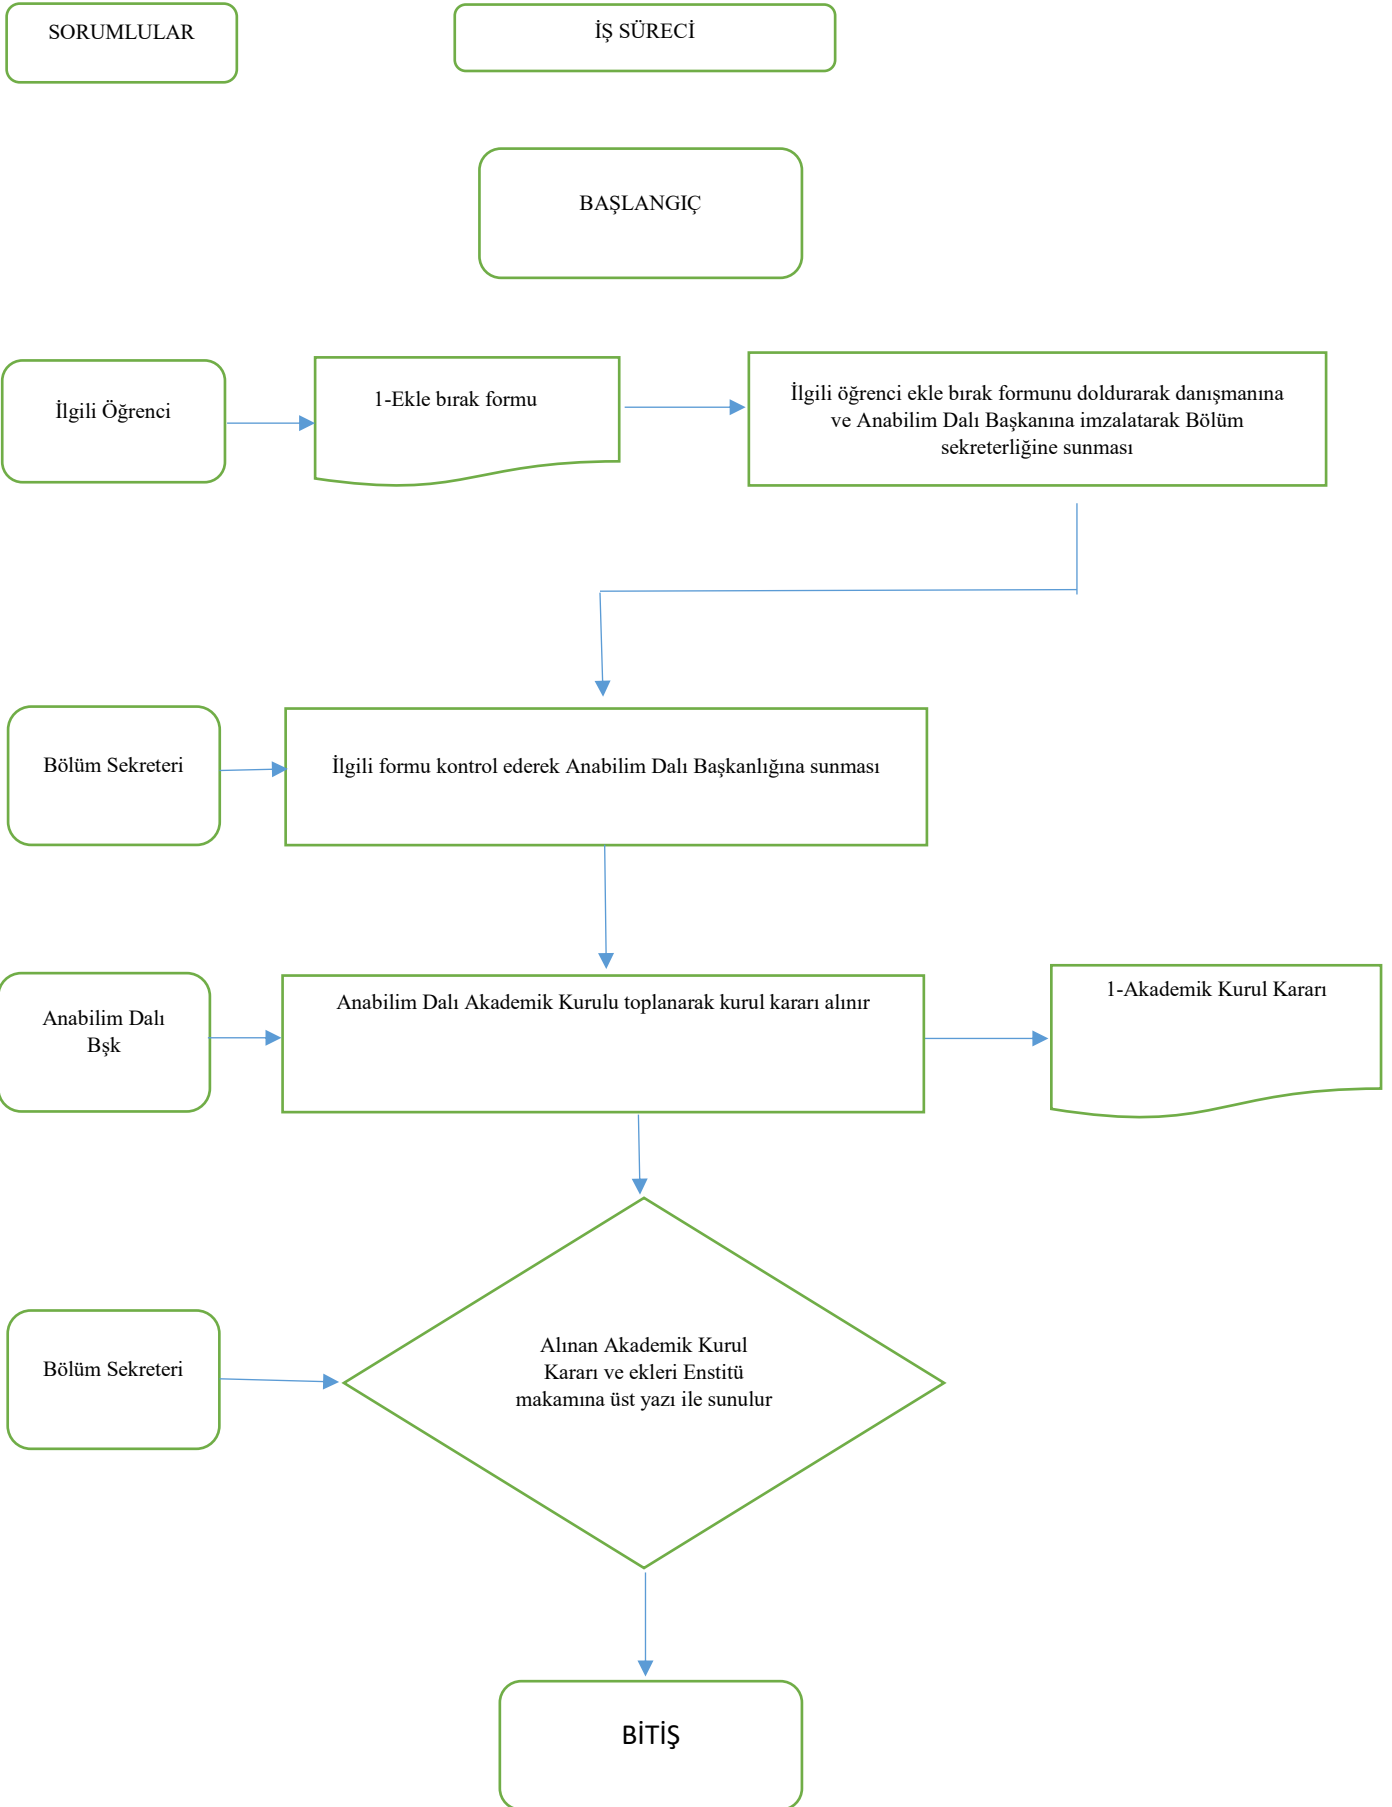 SORUMLULAR
İŞ SÜRECİ
BAŞLANGIÇ
İlgili Öğrenci
1-Ekle bırak formu
İlgili öğrenci ekle bırak formunu doldurarak danışmanına
ve Anabilim Dalı Başkanına imzalatarak Bölüm
sekreterliğine sunması
Bölüm Sekreteri
İlgili formu kontrol ederek Anabilim Dalı Başkanlığına sunması
Anabilim Dalı
Bşk
Anabilim Dalı Akademik Kurulu toplanarak kurul kararı alınır
1-Akademik Kurul Kararı
Bölüm Sekreteri
Alınan Akademik Kurul
Kararı ve ekleri Enstitü
makamına üst yazı ile sunulur
BİTİŞ